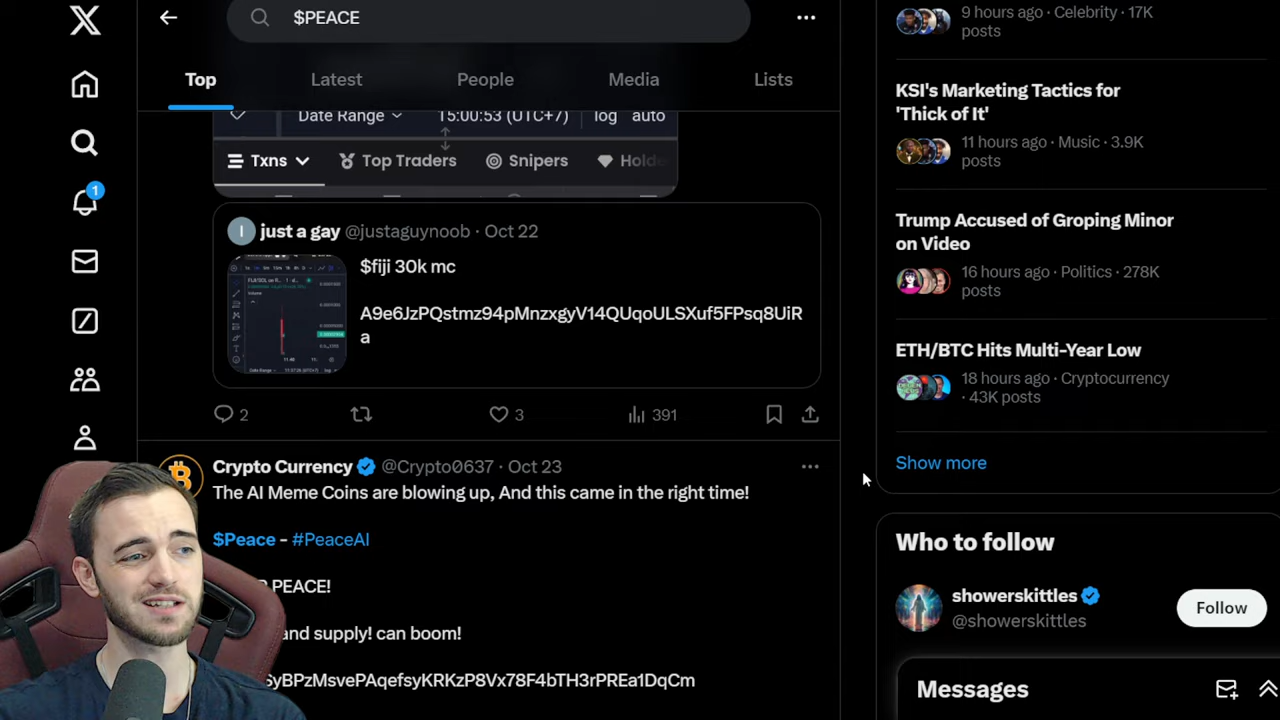 $PEACE
Top
Latest
People
Media
Lists
Date Range
15:00:53 (UTC+7)
log
auto
Txns
Top Traders
Snipers
just a gay @justaguynoob · Oct 22
$fiji 30k mc
A9e6JzPQstmz94pMnzxgyV14QUqoULSXuf5FPsq8UiR
a
2
3
391
Crypto Currency @Crypto0637 · Oct 23
The AI Meme Coins are blowing up, And this came in the right time!
$Peace - #PeaceAI
PEACE!
and supply! can boom!
SyBPzMsvePAqefsyKRKzP8Vx78F4bTH3rPREa1DqCm
1
9 hours ago · Celebrity · 17K
posts
KSI's Marketing Tactics for
'Thick of It'
11 hours ago · Music · 3.9K
posts
Trump Accused of Groping Minor
on Video
16 hours ago · Politics · 278K
posts
ETH/BTC Hits Multi-Year Low
18 hours ago · Cryptocurrency
· 43K posts
Show more
Who to follow
showerskittles
@showerskittles
Follow
Messages